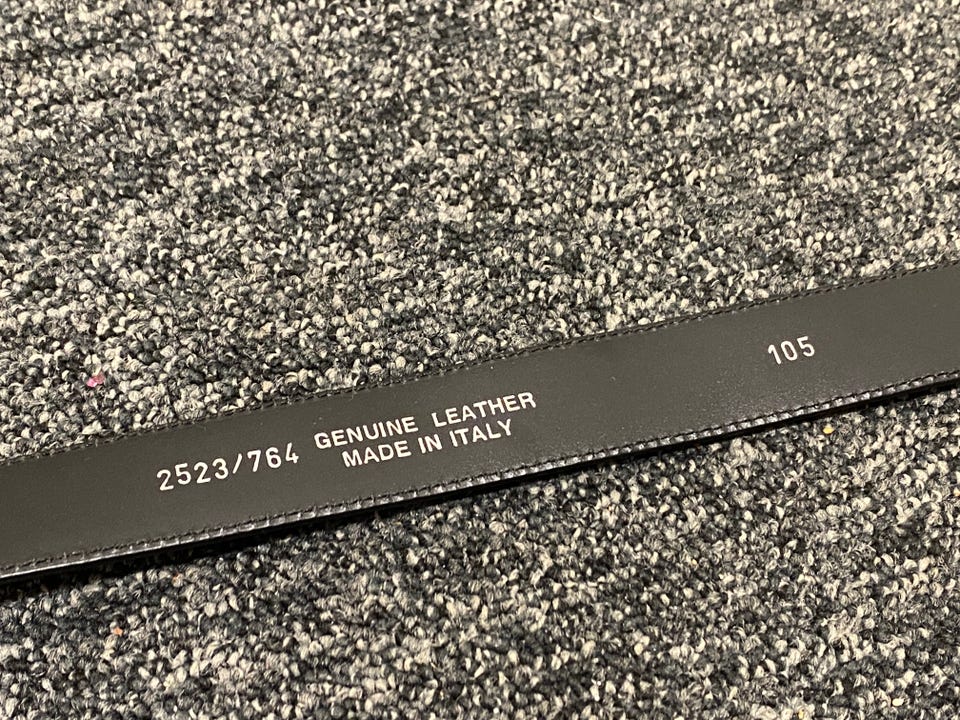 2523/764
GENUINE LEATHER
MADE IN ITALY
105